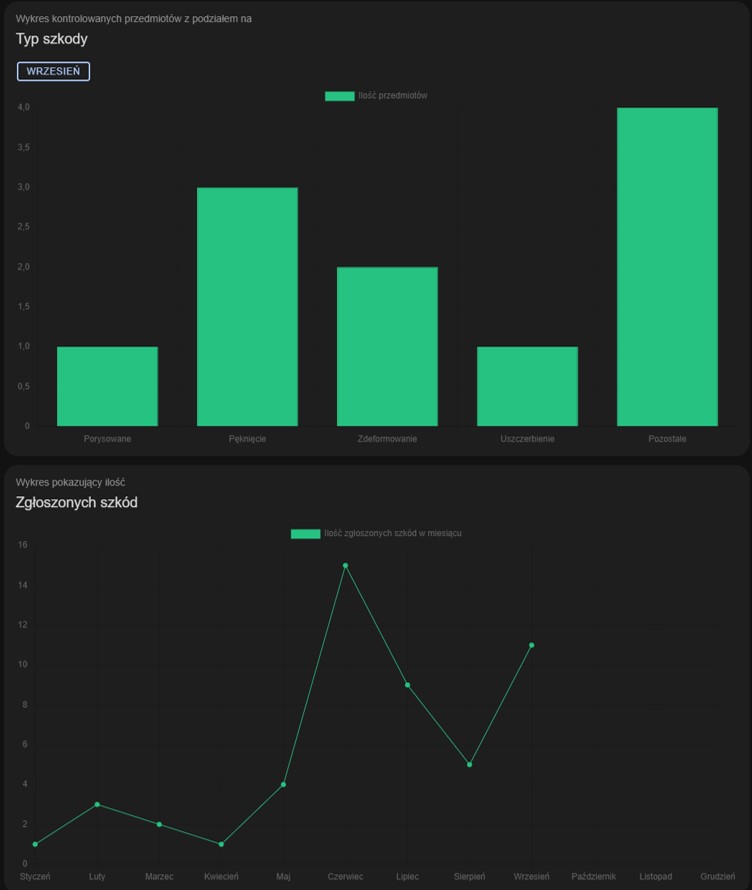 Wykres kontrolowanych przedmiotów z podziałem na
Typ szkody
WRZESIEŃ
Ilość przedmiotów
4,0
3,5
3,0
2,5
2,0
1,5
1,0
0,5
0
Porysowane Pęknięcie Zdeformowanie Uszczerbienie Pozostałe
Wykres pokazujący ilość
Zgłoszonych szkód
Ilość zgłoszonych szkód w miesiącu
16
14
12
10
8
6
4
2
0
Styczeń Luty Marzec Kwiecień Maj Czerwiec Lipiec Sierpień Wrzesień Październik Listopad Grudzień